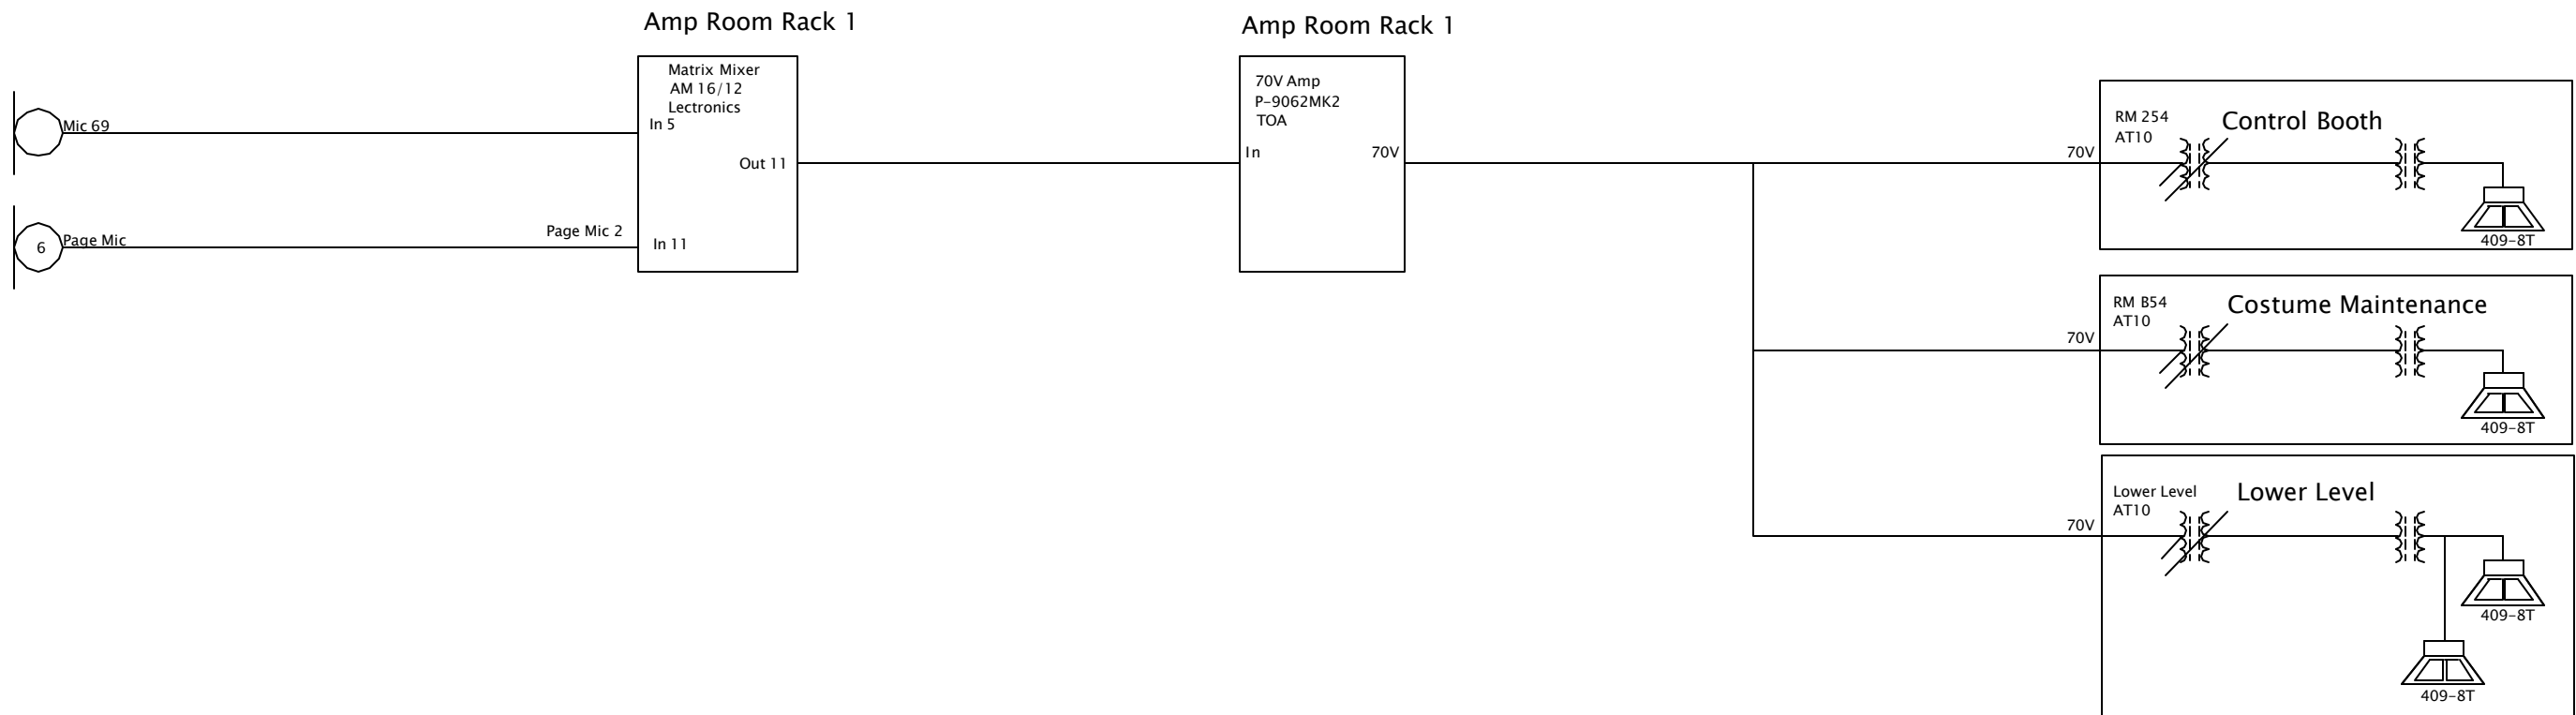 Amp Room Rack 1
Amp Room Rack 1
Matrix Mixer
AM 16/12
Lectronics
In 5
Out 11
In 11
Mic 69
6
Page Mic
Page Mic 2
70V Amp
P-9062MK2
TOA
In
70V
70V
RM 254
AT10
Control Booth
409-8T
70V
RM B54
AT10
Costume Maintenance
409-8T
70V
Lower Level
AT10
Lower Level
409-8T
409-8T